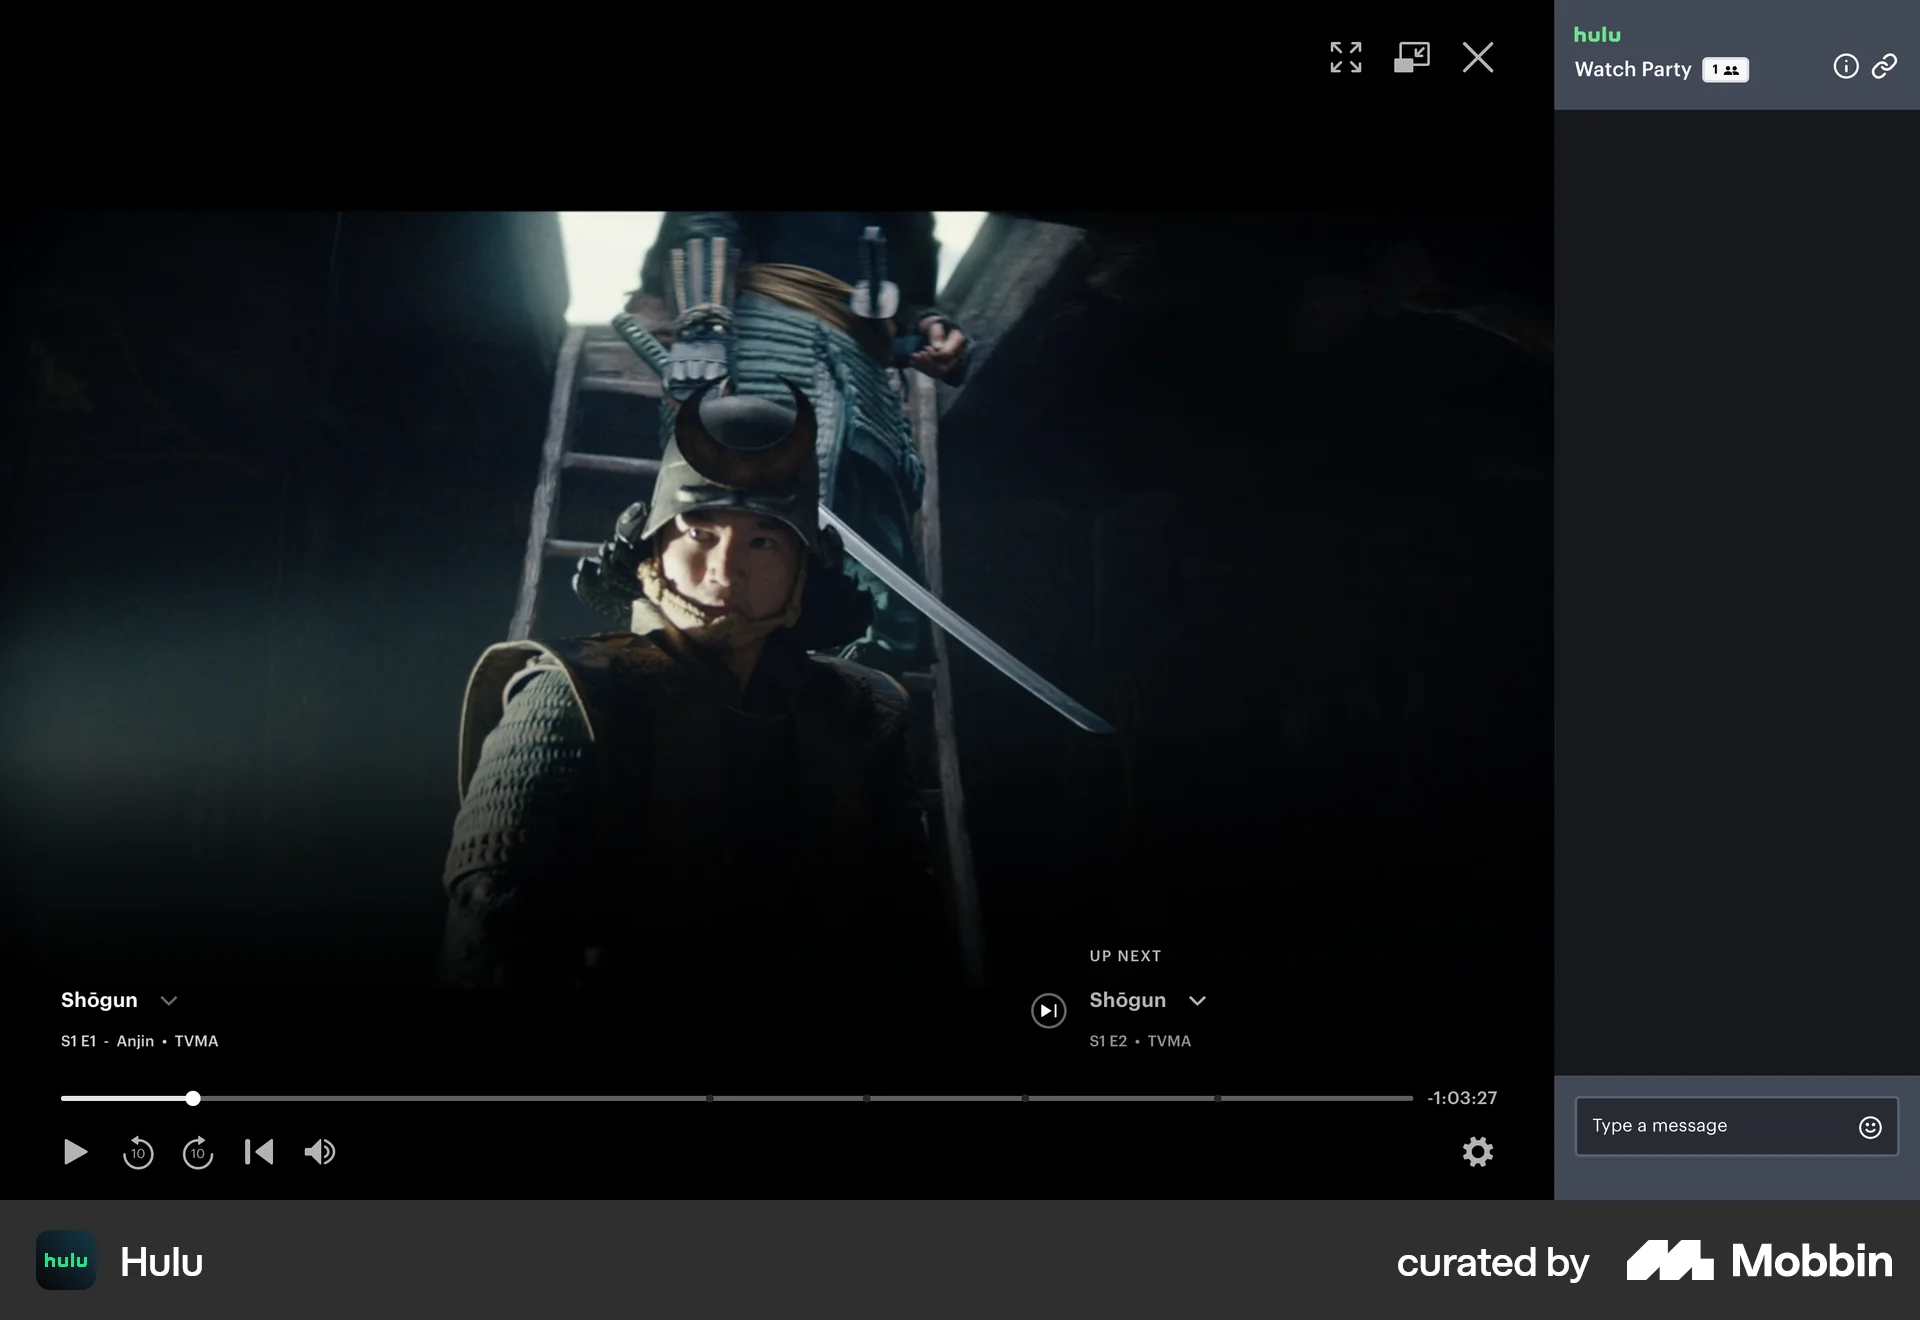 hulu
Watch Party 1
UP NEXT
Shōgun
S1 E1 - Anjin • TVMA
Shōgun
S1 E2 • TVMA
-1:03:27
10
10
Type a message
hulu
Hulu
curated by Mobbin